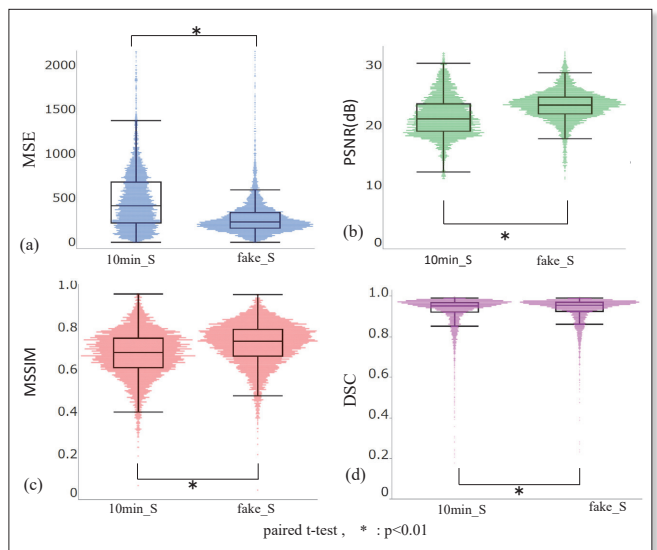 *
2000
1500
1000
500
0
MSE
(a)
10min_S fake_S
30
20
10
0
PSNR(dB)
(b)
*
10min_S fake_S
1.0
0.8
0.6
0.4
0.2
0
MSSIM
(c)
*
10min_S fake_S
1.0
0.8
0.6
0.4
0.2
0
DSC
(d)
*
10min_S fake_S
paired t-test , * : p<0.01